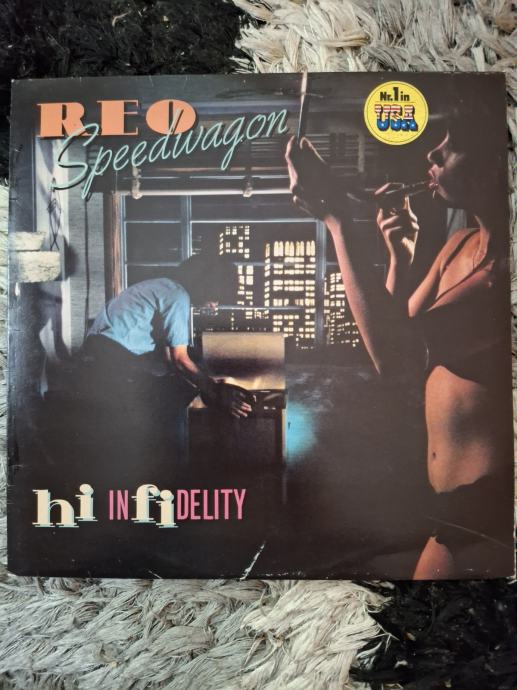 REO
Speedwagon
Nr.1 in
USA
hi INfiDELITY